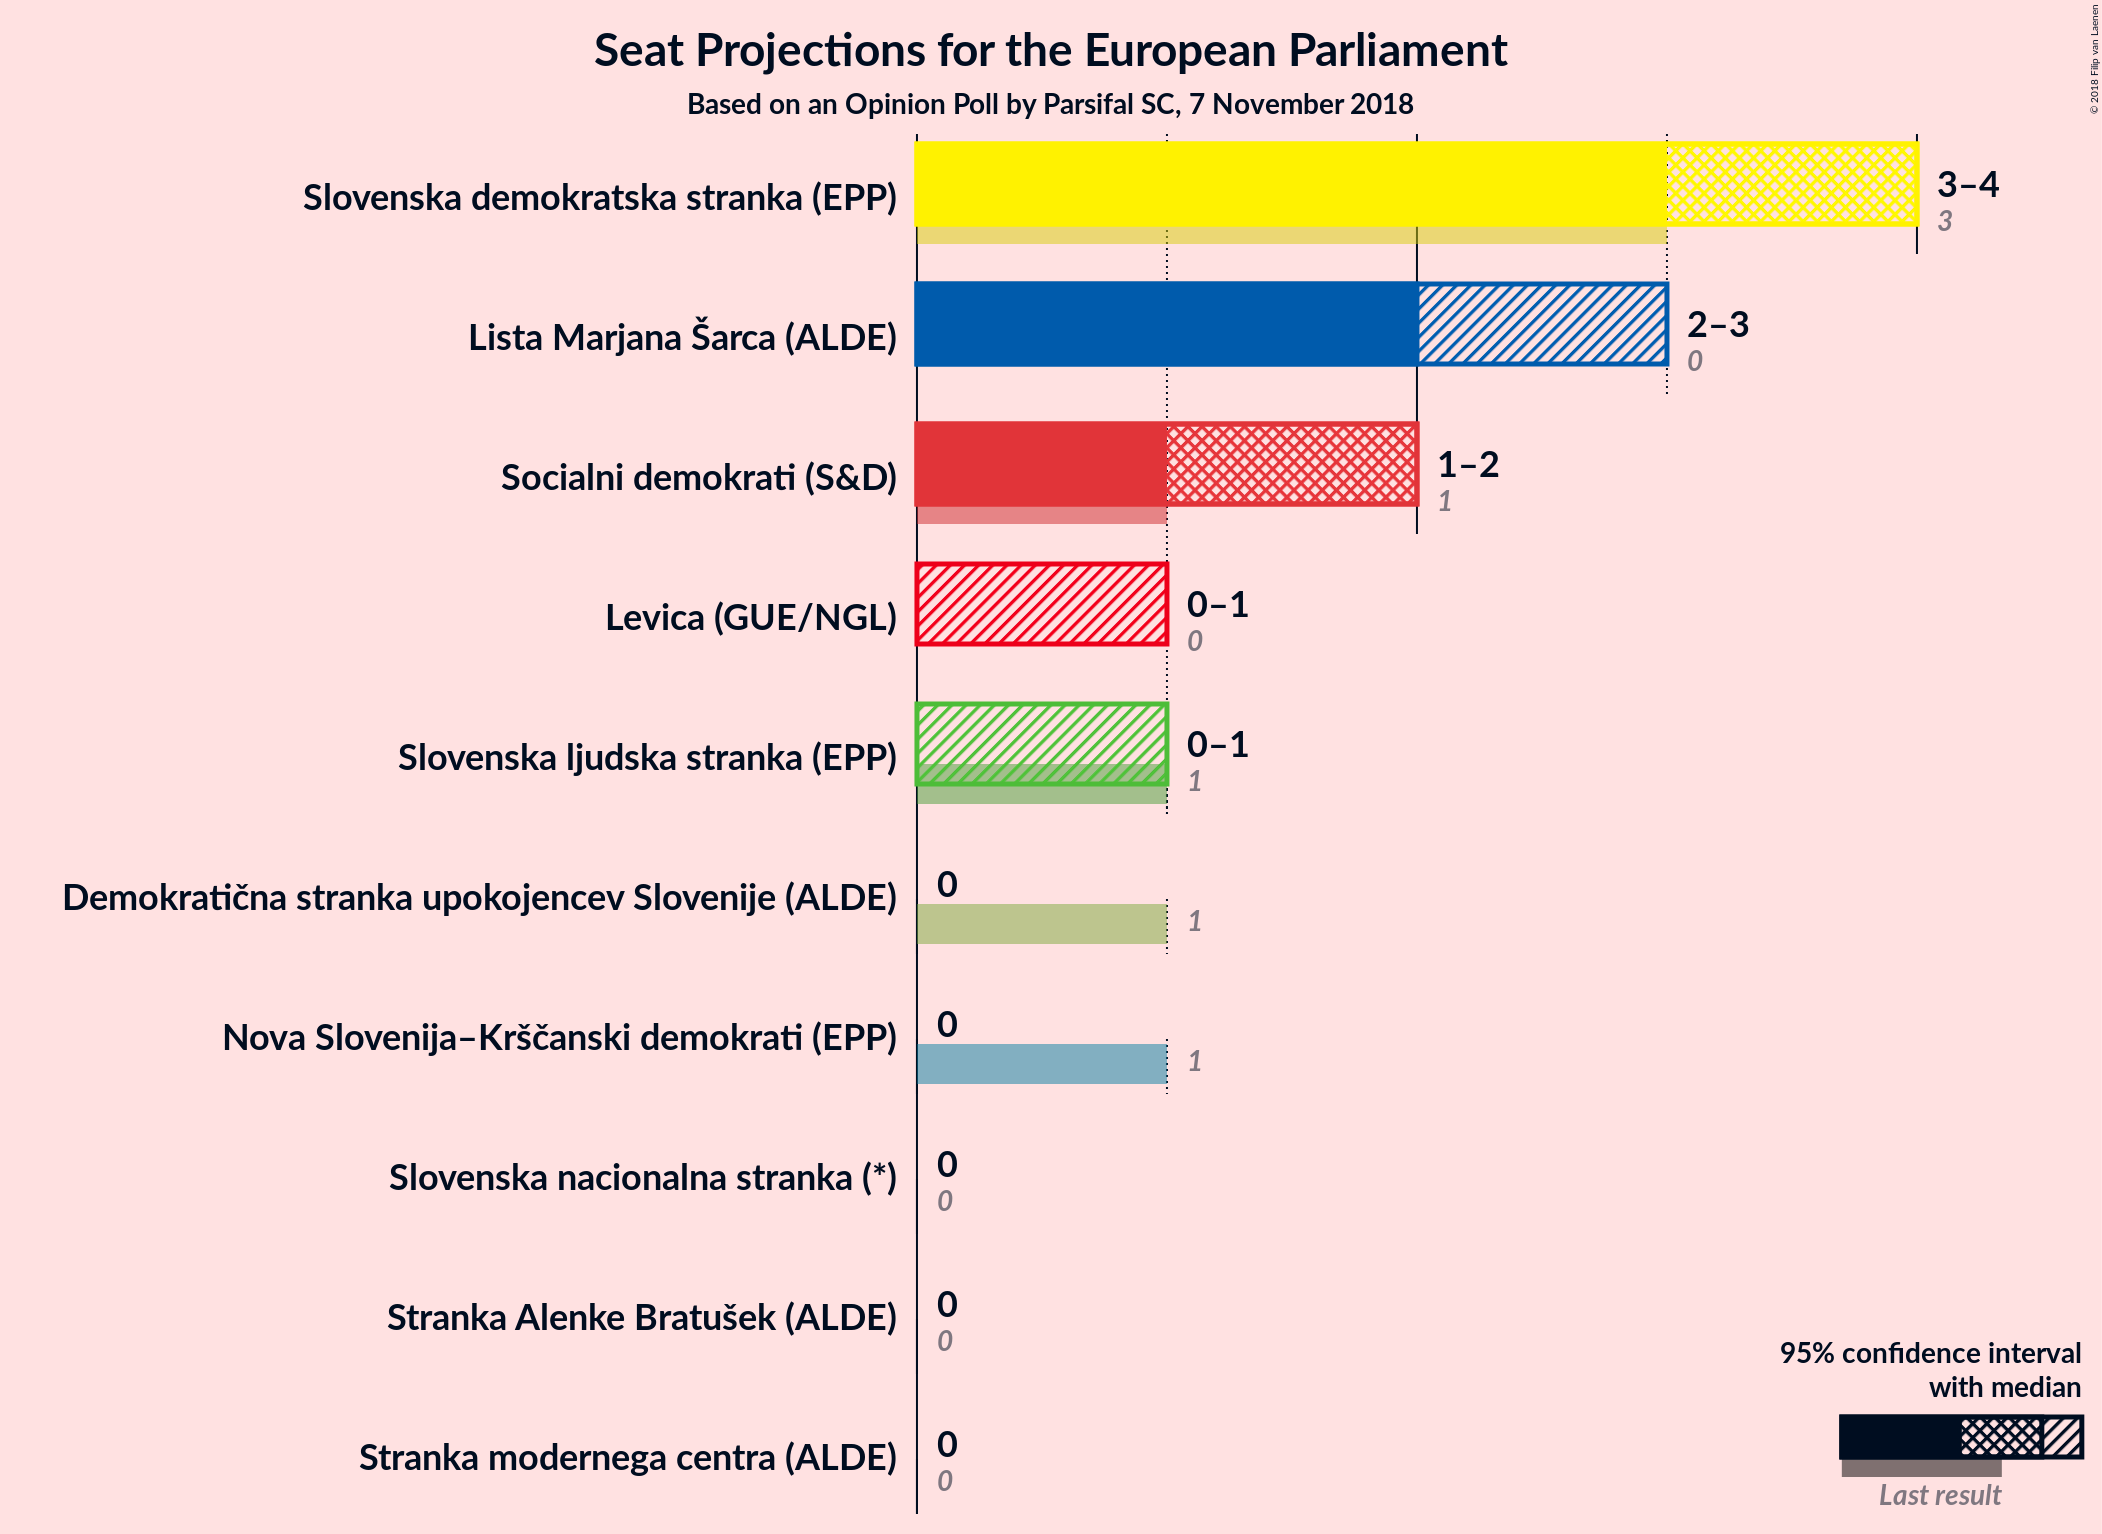 Seat Projections for the European Parliament
Based on an Opinion Poll by Parsifal SC, 7 November 2018
© 2018 Filip van Laenen
Slovenska demokratska stranka (EPP)
3–4
3
Lista Marjana Šarca (ALDE)
2–3
0
Socialni demokrati (S&D)
1–2
1
Levica (GUE/NGL)
0–1
0
Slovenska ljudska stranka (EPP)
0–1
1
Demokratična stranka upokojencev Slovenije (ALDE)
0
1
Nova Slovenija–Krščanski demokrati (EPP)
0
1
Slovenska nacionalna stranka (*)
0
0
Stranka Alenke Bratušek (ALDE)
0
0
Stranka modernega centra (ALDE)
0
0
95% confidence interval
with median
Last result